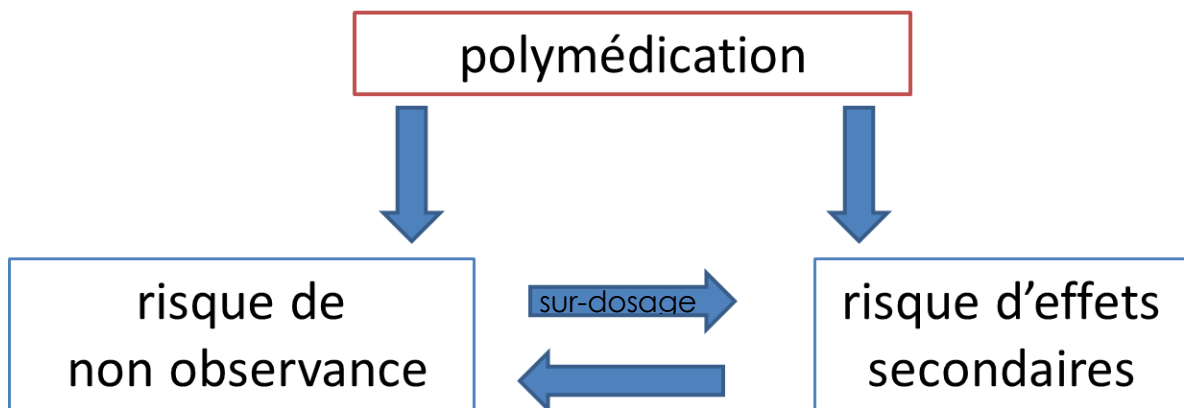 polymédication
sur-dosage
risque de
non observance
risque d’effets
secondaires